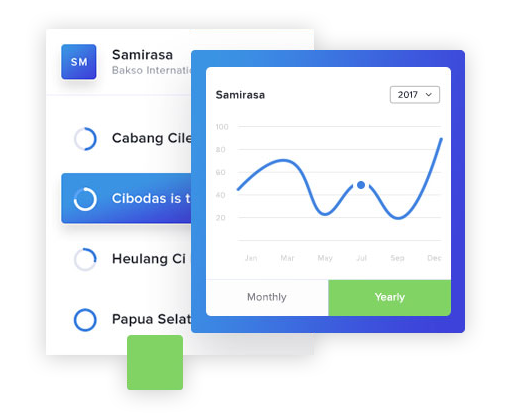 SM
Samirasa
Bakso Internati
Cabang Cile
Cibodas is t
Heulang Ci
Papua Selat
Samirasa
2017
100
80
60
40
20
Jan Mar May Jul Sep Dec
Monthly Yearly